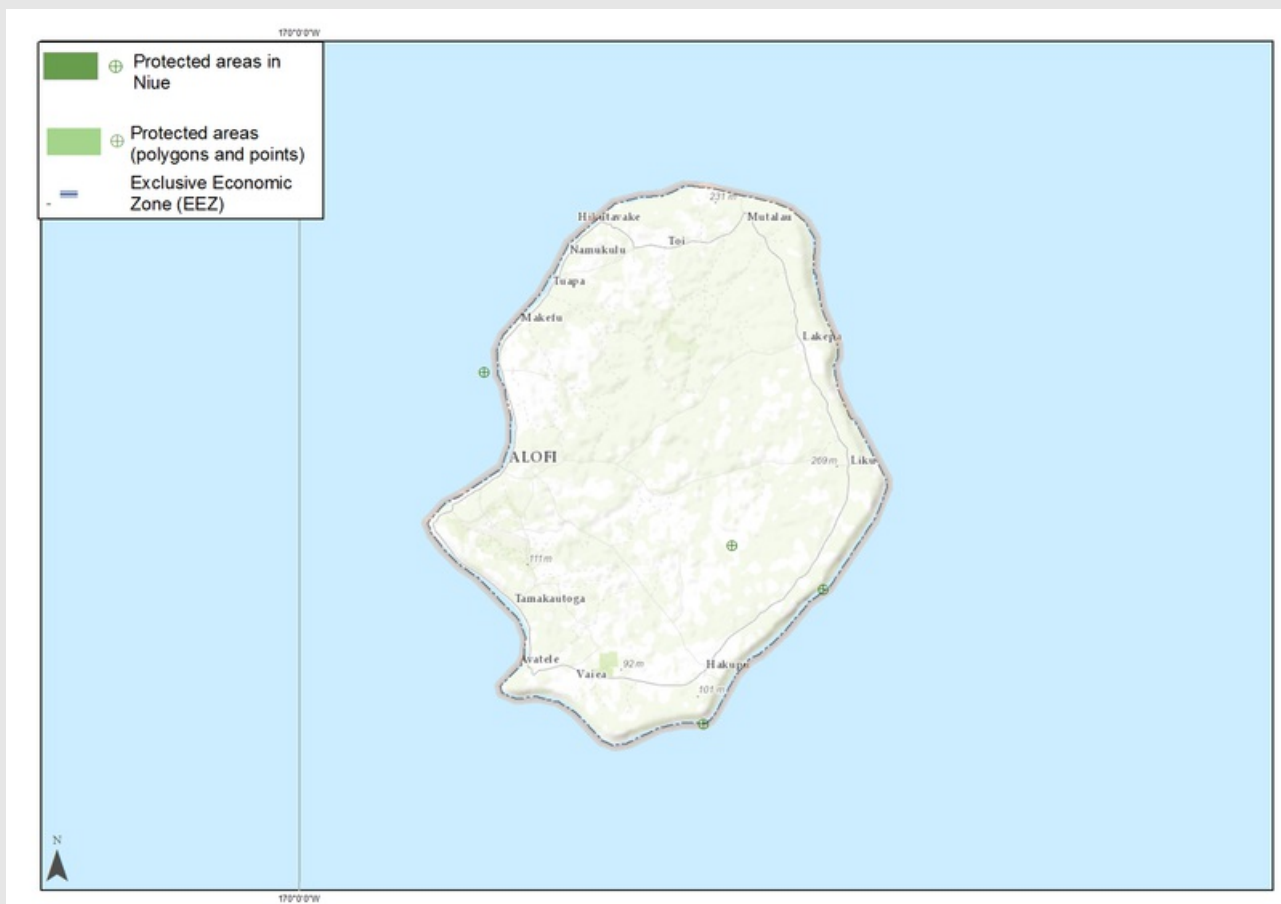 170°0'0"W
Protected areas in
Niue
Protected areas
(polygons and points)
Exclusive Economic
Zone (EEZ)
231 m
Hikutavake
Mutalau
Toi
Namukulu
Tuapa
Makefu
Lakepa
ALOFI
269 m
Liku
111 m
Tamakautoga
Avatele
92 m
Hakupu
Vaiea
101 m
N
170°0'0"W